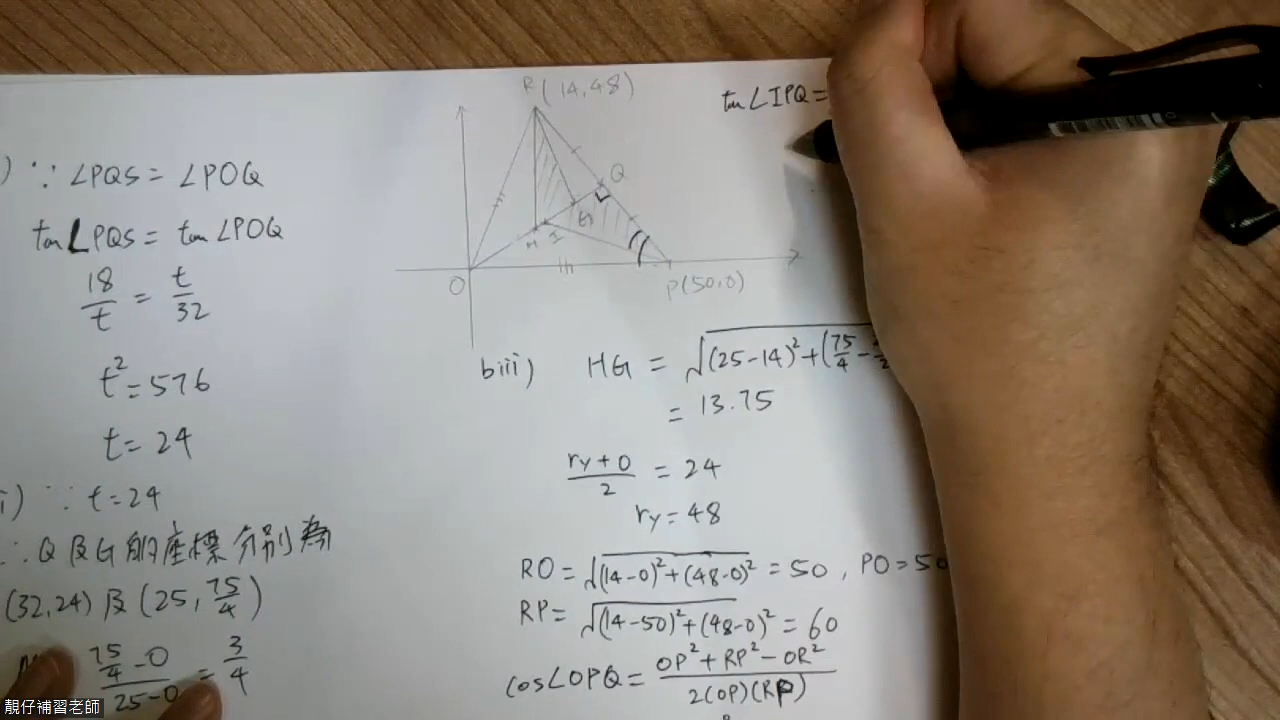 ) ∵ ∠PQS = ∠POQ
tan∠PQS = tan∠POQ
18/t = t/32
t² = 576
t = 24
i) ∵ t = 24
∴ Q及G的座標分別為
(32,24) 及 (25, 75/4)
(75/4 - 0)/(25 - 0) = 3/4
R(14,48)
Q
G
H
I
O
P(50,0)
tan∠IPQ=
biii) HG = √(25-14)²+(75/4 -
= 13.75
(ry+0)/2 = 24
ry = 48
RO = √(14-0)²+(48-0)² = 50 , PO = 50
RP = √(14-50)²+(48-0)² = 60
cos∠OPQ = (OP²+RP²-OR²)/(2(OP)(RP))
靚仔補習老師